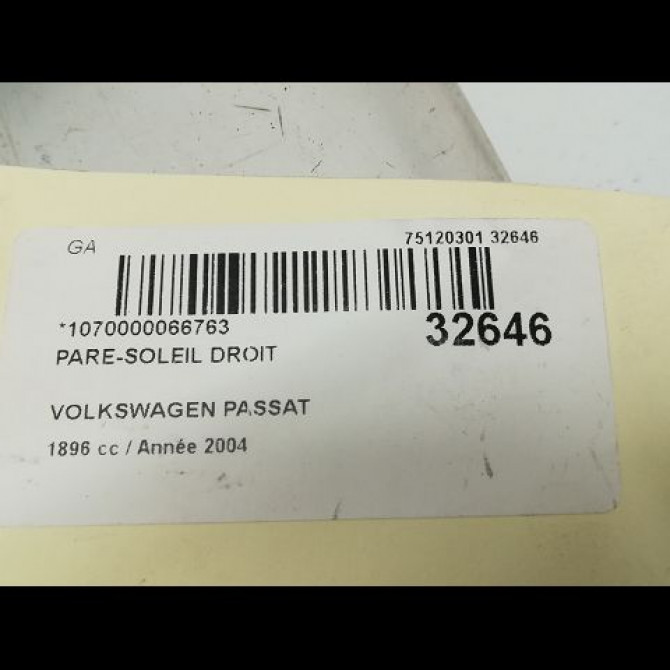 GA
75120301 32646
*1070000066763
32646
PARE-SOLEIL DROIT
VOLKSWAGEN PASSAT
1896 cc / Année 2004